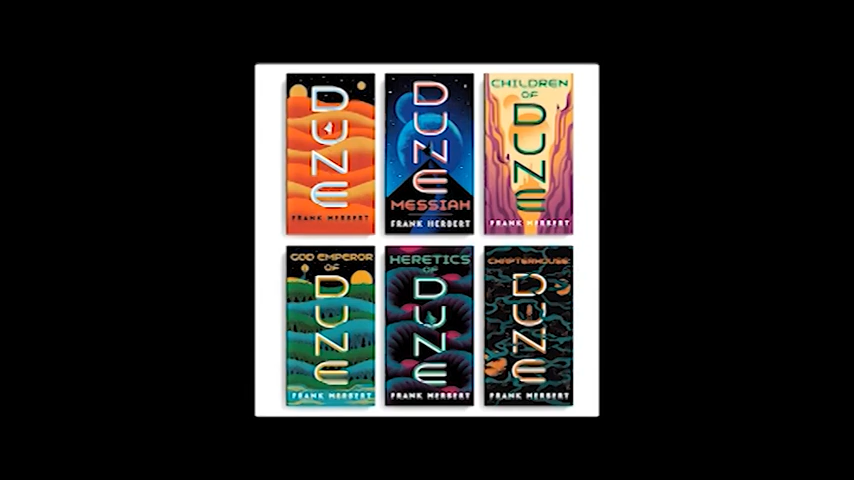 DUNE
FRANK HERBERT
DUNE
MESSIAH
FRANK HERBERT
CHILDREN
OF
DUNE
FRANK HERBERT
GOD EMPEROR
OF
DUNE
FRANK HERBERT
HERETICS
OF
DUNE
FRANK HERBERT
CHAPTERHOUSE:
DUNE
FRANK HERBERT